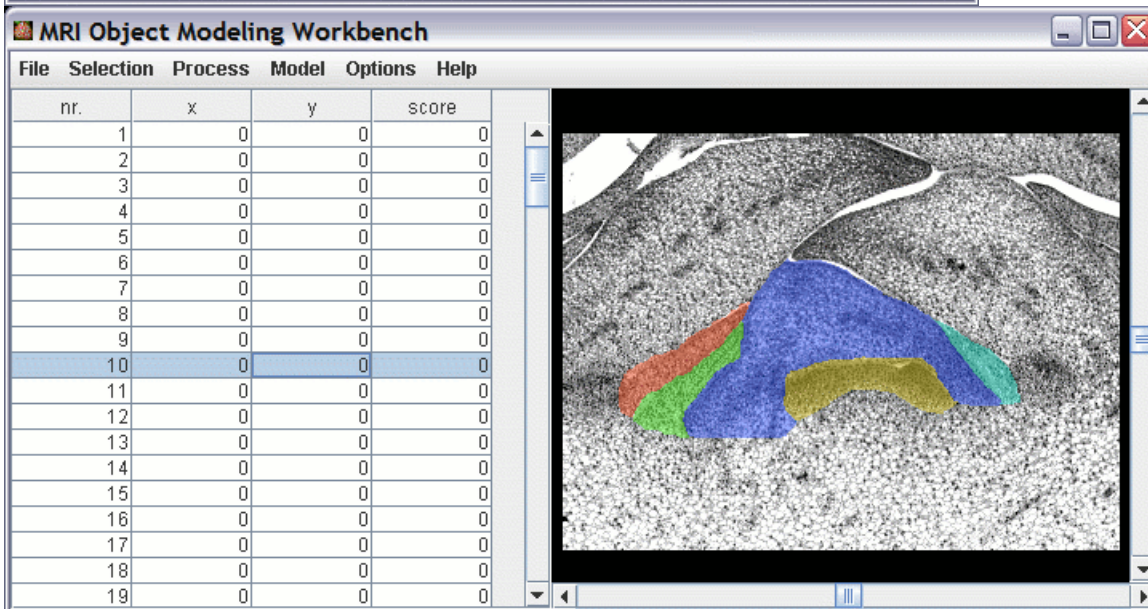 MRI Object Modeling Workbench
File Selection Process Model Options Help
nr. x y score
1 0 0 0
2 0 0 0
3 0 0 0
4 0 0 0
5 0 0 0
6 0 0 0
7 0 0 0
8 0 0 0
9 0 0 0
10 0 0 0
11 0 0 0
12 0 0 0
13 0 0 0
14 0 0 0
15 0 0 0
16 0 0 0
17 0 0 0
18 0 0 0
19 0 0 0